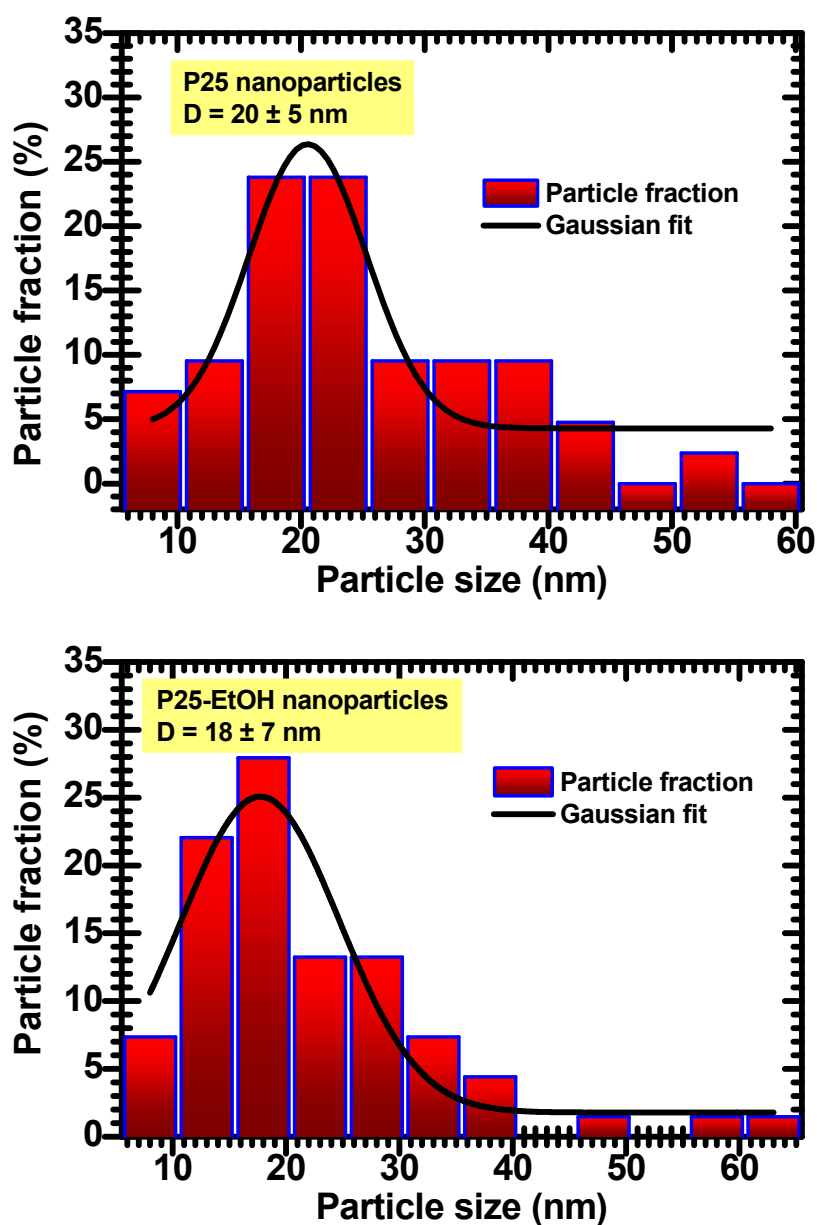 35
30
25
20
15
10
5
0
Particle fraction (%)
P25 nanoparticles
D = 20 ± 5 nm
Particle fraction
Gaussian fit
10 20 30 40 50 60
Particle size (nm)
35
30
25
20
15
10
5
0
Particle fraction (%)
P25-EtOH nanoparticles
D = 18 ± 7 nm
Particle fraction
Gaussian fit
10 20 30 40 50 60
Particle size (nm)